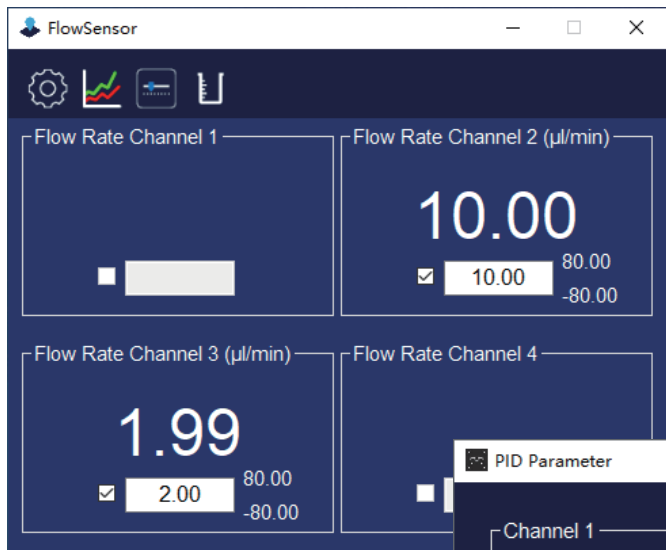 FlowSensor
Flow Rate Channel 1
Flow Rate Channel 2 (µl/min)
10.00
10.00
80.00
-80.00
Flow Rate Channel 3 (µl/min)
1.99
2.00
80.00
-80.00
Flow Rate Channel 4
PID Parameter
Channel 1